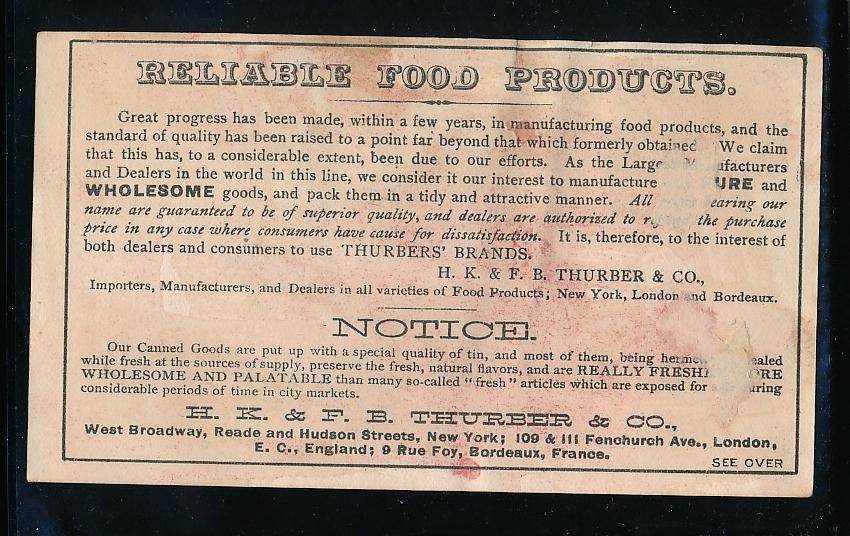 RELIABLE FOOD PRODUCTS.
Great progress has been made, within a few years, in manufacturing food products, and the
standard of quality has been raised to a point far beyond that which formerly obtained We claim
that this has, to a considerable extent, been due to our efforts. As the Large ufacturers
and Dealers in the world in this line, we consider it our interest to manufacture URE and
WHOLESOME goods, and pack them in a tidy and attractive manner. All earing our
name are guaranteed to be of superior quality, and dealers are authorized to the purchase
price in any case where consumers have cause for dissatisfaction. It is, therefore, to the interest of
both dealers and consumers to use THURBERS' BRANDS.
H. K. & F. B. THURBER & CO.,
Importers, Manufacturers, and Dealers in all varieties of Food Products; New York, London and Bordeaux.
NOTICE.
Our Canned Goods are put up with a special quality of tin, and most of them, being herme ealed
while fresh at the sources of supply, preserve the fresh, natural flavors, and are REALLY FRESH ORE
WHOLESOME AND PALATABLE than many so-called "fresh" articles which are exposed for uring
considerable periods of time in city markets.
H. K. & F. B. THURBER & CO.,
West Broadway, Reade and Hudson Streets, New York; 109 & 111 Fenchurch Ave., London,
E. C., England; 9 Rue Foy, Bordeaux, France.
SEE OVER